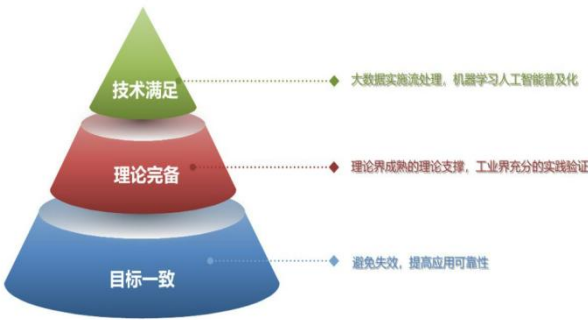 技术满足
大数据实施流处理，机器学习人工智能普及化
理论完备
理论界成熟的理论支撑，工业界充分的实践验证
目标一致
避免失效，提高应用可靠性